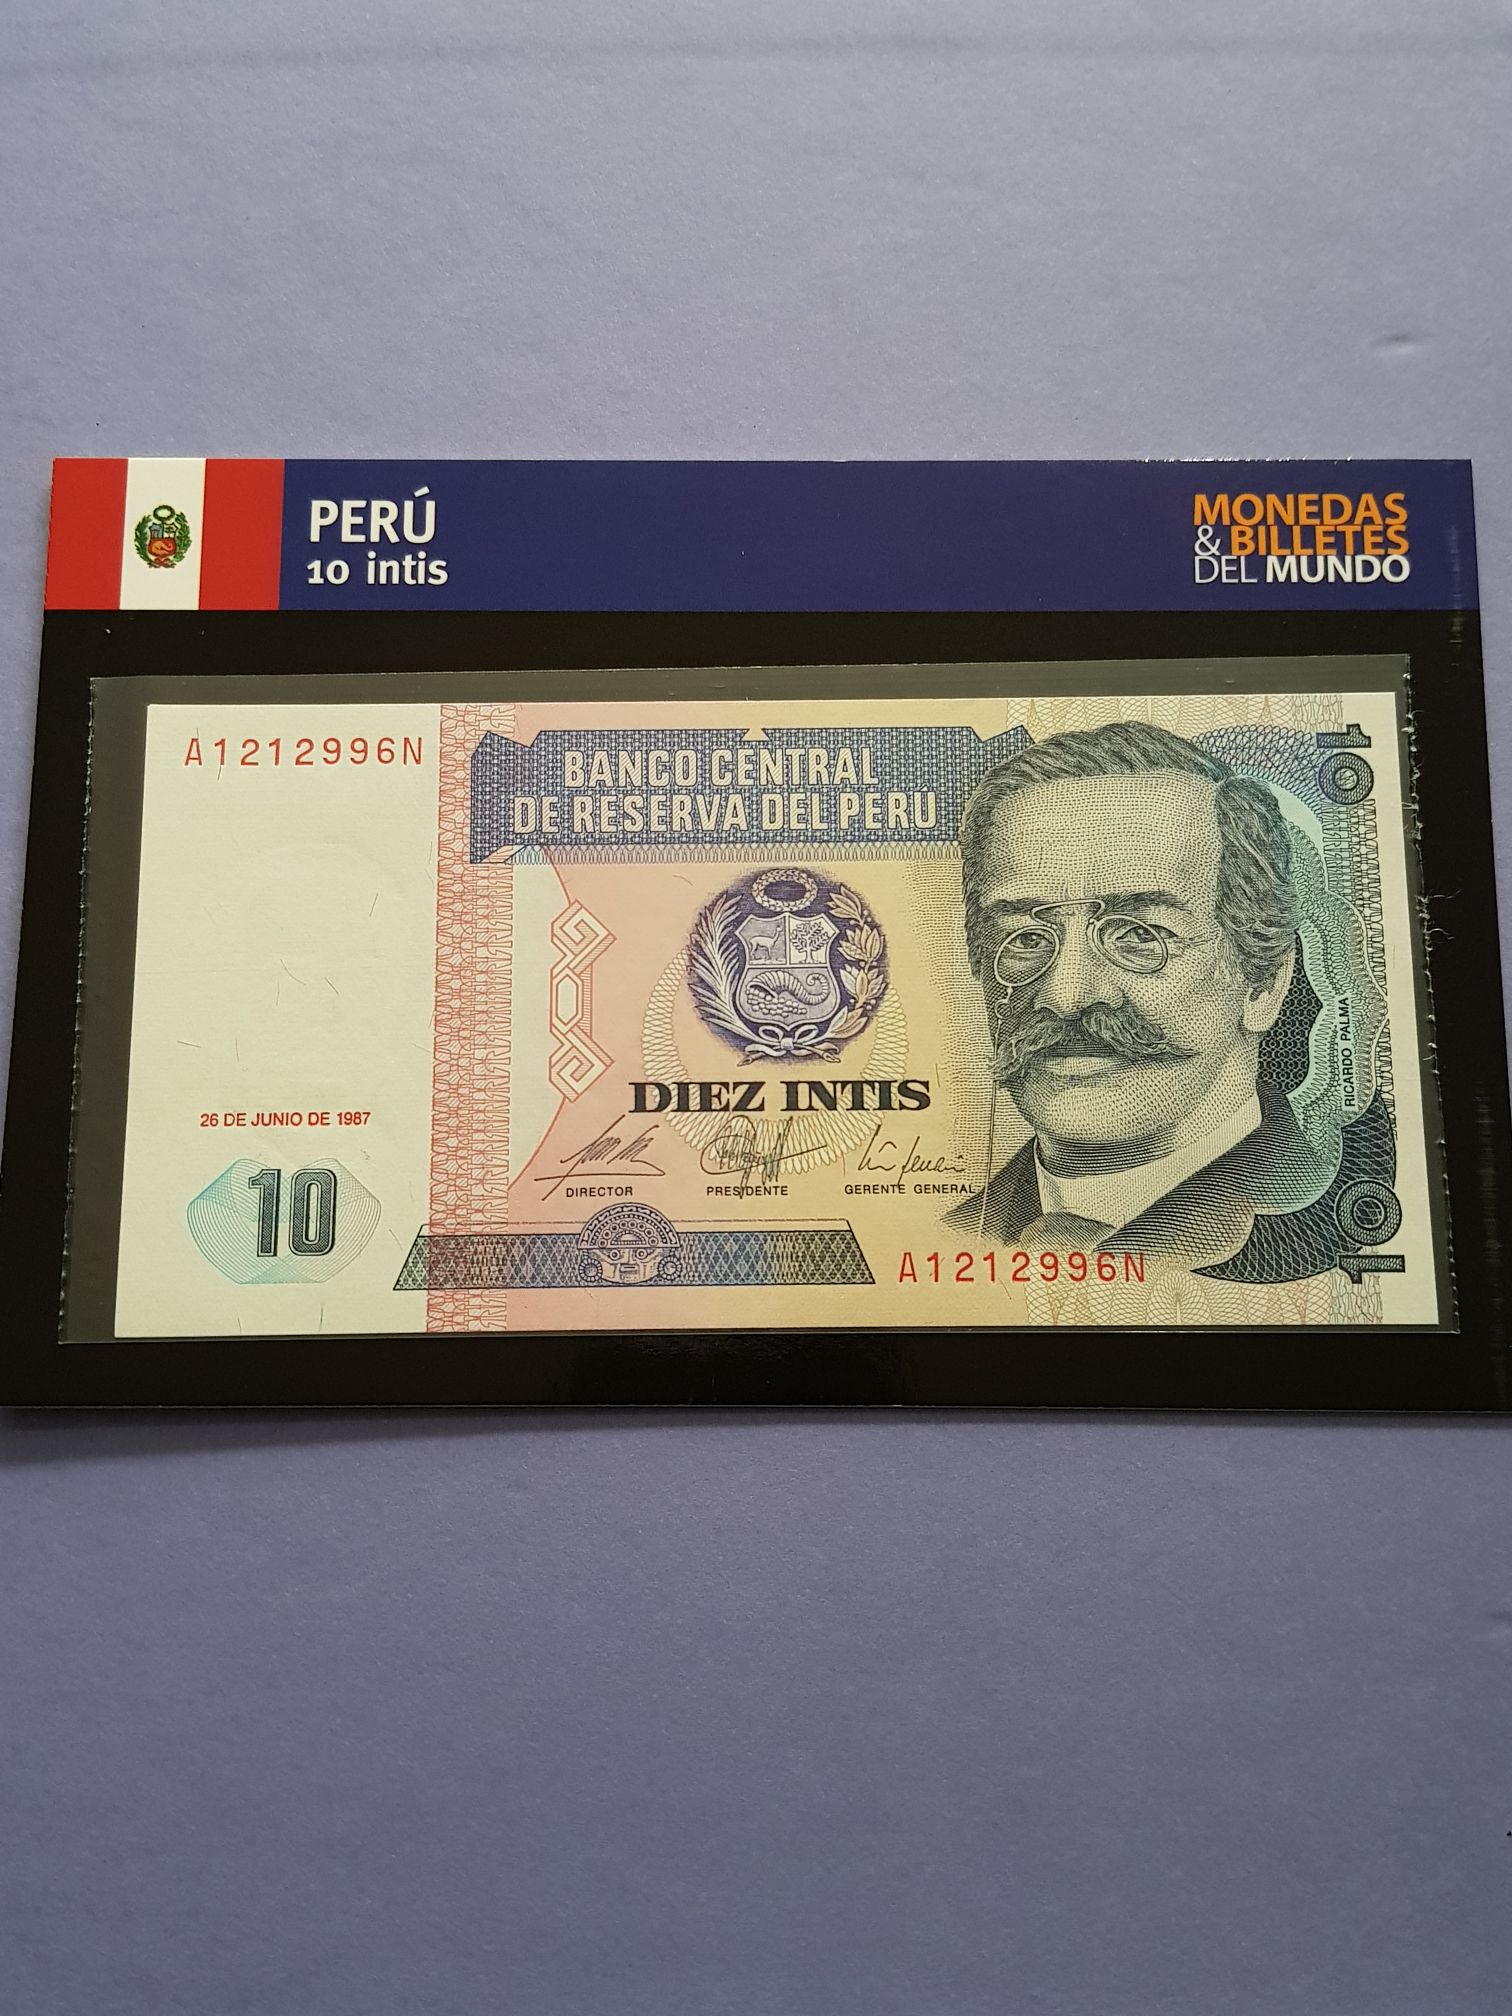 PERÚ
10 intis
MONEDAS
& BILLETES
DEL MUNDO
A1212996N
BANCO CENTRAL
DE RESERVA DEL PERÚ
10
RICARDO PALMA
DIEZ INTIS
26 DE JUNIO DE 1987
DIRECTOR
PRESIDENTE
GERENTE GENERAL
10
A1212996N
10